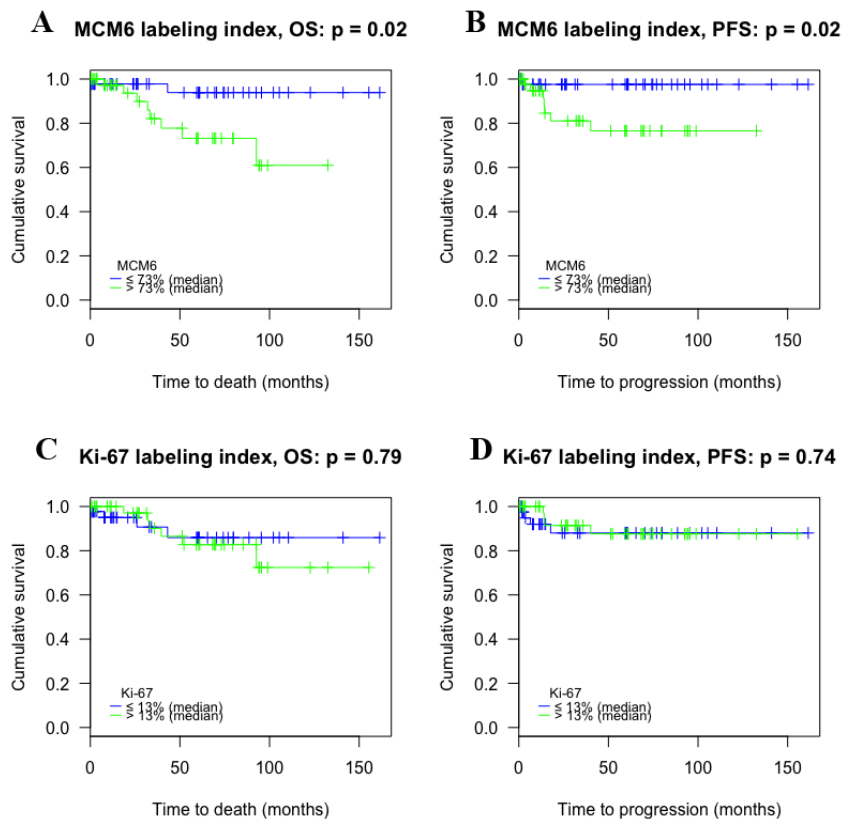 A MCM6 labeling index, OS: p = 0.02
Cumulative survival
1.0
0.8
0.6
0.4
0.2
0.0
MCM6
≤ 73% (median)
> 73% (median)
0 50 100 150
Time to death (months)
B MCM6 labeling index, PFS: p = 0.02
Cumulative survival
1.0
0.8
0.6
0.4
0.2
0.0
MCM6
≤ 73% (median)
> 73% (median)
0 50 100 150
Time to progression (months)
C Ki-67 labeling index, OS: p = 0.79
Cumulative survival
1.0
0.8
0.6
0.4
0.2
0.0
Ki-67
≤ 13% (median)
> 13% (median)
0 50 100 150
Time to death (months)
D Ki-67 labeling index, PFS: p = 0.74
Cumulative survival
1.0
0.8
0.6
0.4
0.2
0.0
Ki-67
≤ 13% (median)
> 13% (median)
0 50 100 150
Time to progression (months)